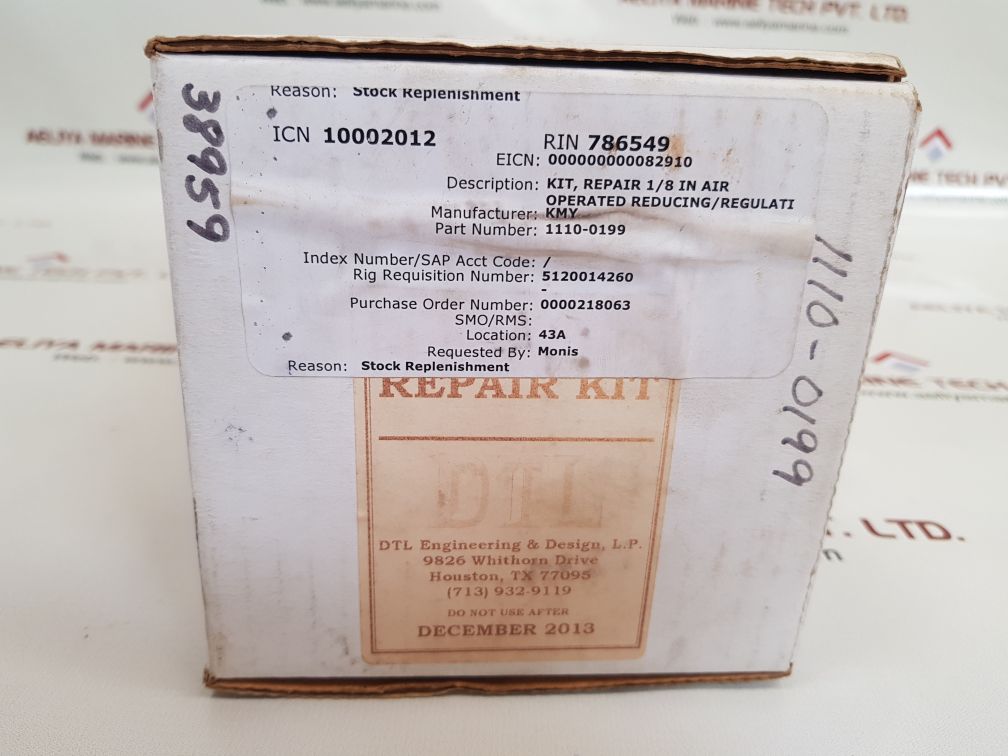 Reason: Stock Replenishment
ICN 10002012
RIN 786549
EICN: 000000000082910
Description: KIT, REPAIR 1/8 IN AIR
OPERATED REDUCING/REGULATI
Manufacturer: KMY
Part Number: 1110-0199
Index Number/SAP Acct Code: /
Rig Requisition Number: 5120014260
-
Purchase Order Number: 0000218063
SMO/RMS:
Location: 43A
Requested By: Monis
Reason: Stock Replenishment
REPAIR KIT
DTL
DTL Engineering & Design, L.P.
9826 Whithorn Drive
Houston, TX 77095
(713) 932-9119
DO NOT USE AFTER
DECEMBER 2013
38959
1110-0199